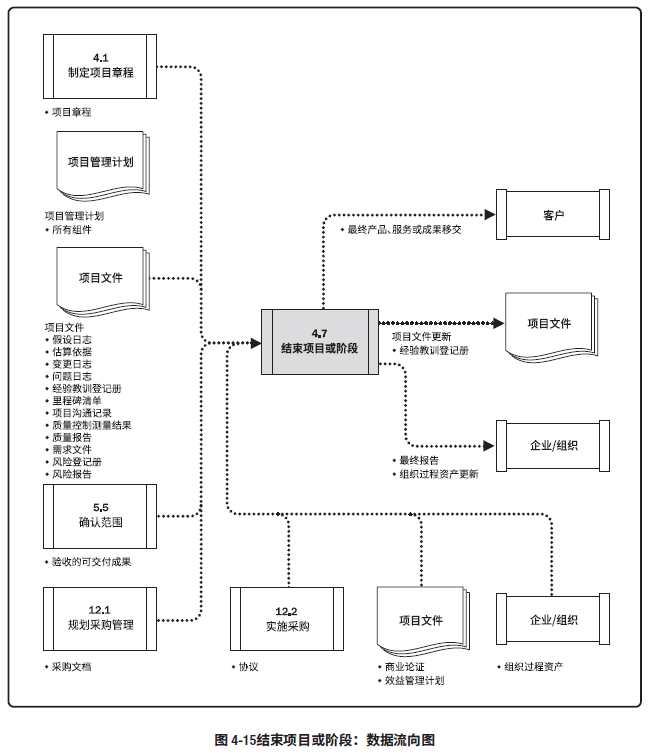 4.1
制定项目章程
项目章程
项目管理计划
项目管理计划
所有组件
项目文件
项目文件
假设日志
估算依据
变更日志
问题日志
经验教训登记册
里程碑清单
项目沟通记录
质量控制测量结果
质量报告
需求文件
风险登记册
风险报告
5.5
确认范围
验收的可交付成果
12.1
规划采购管理
采购文档
4.7
结束项目或阶段
客户
最终产品、服务或成果移交
项目文件
项目文件更新
经验教训登记册
企业/组织
最终报告
组织过程资产更新
12.2
实施采购
协议
项目文件
商业论证
效益管理计划
企业/组织
组织过程资产
图 4-15结束项目或阶段：数据流向图